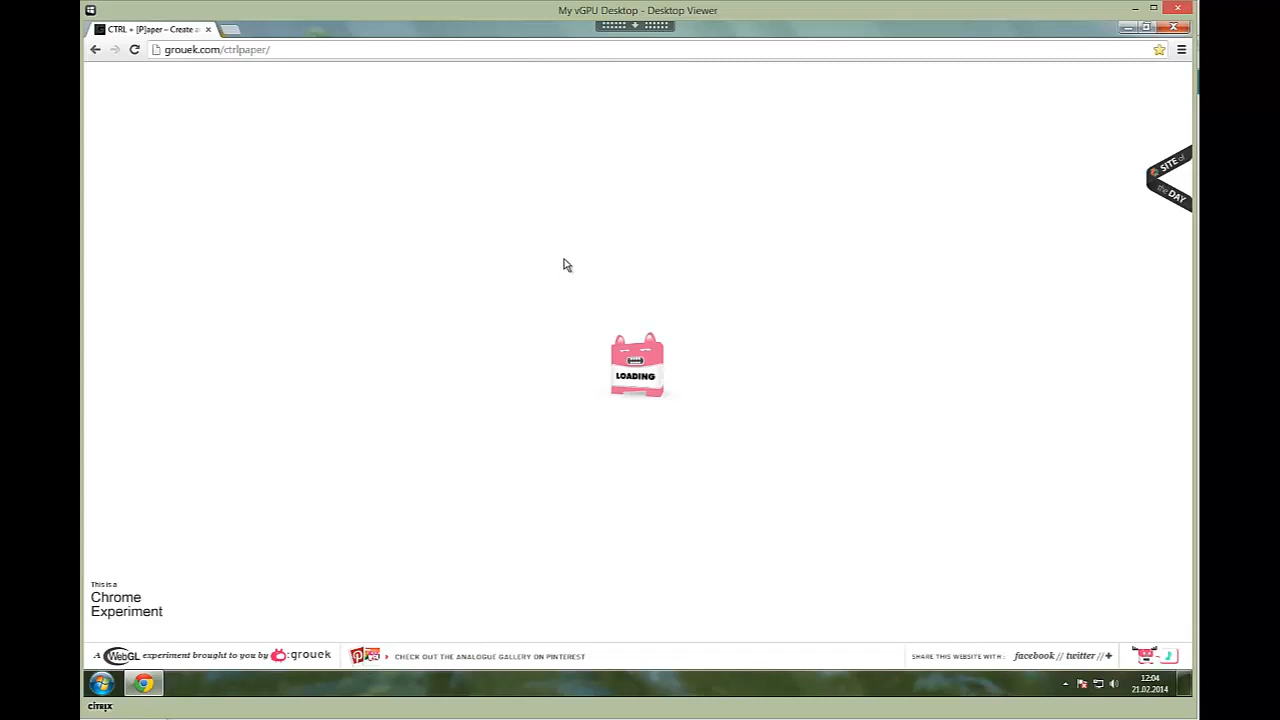 My vGPU Desktop - Desktop Viewer
CTRL + [P]aper – Create a
grouek.com/ctrlpaper/
SITE of
the DAY
LOADING
This is a
Chrome
Experiment
A WebGL experiment brought to you by grouek
CHECK OUT THE ANALOGUE GALLERY ON PINTEREST
SHARE THIS WEBSITE WITH : facebook // twitter // +
12:04
21.02.2014
CITRIX